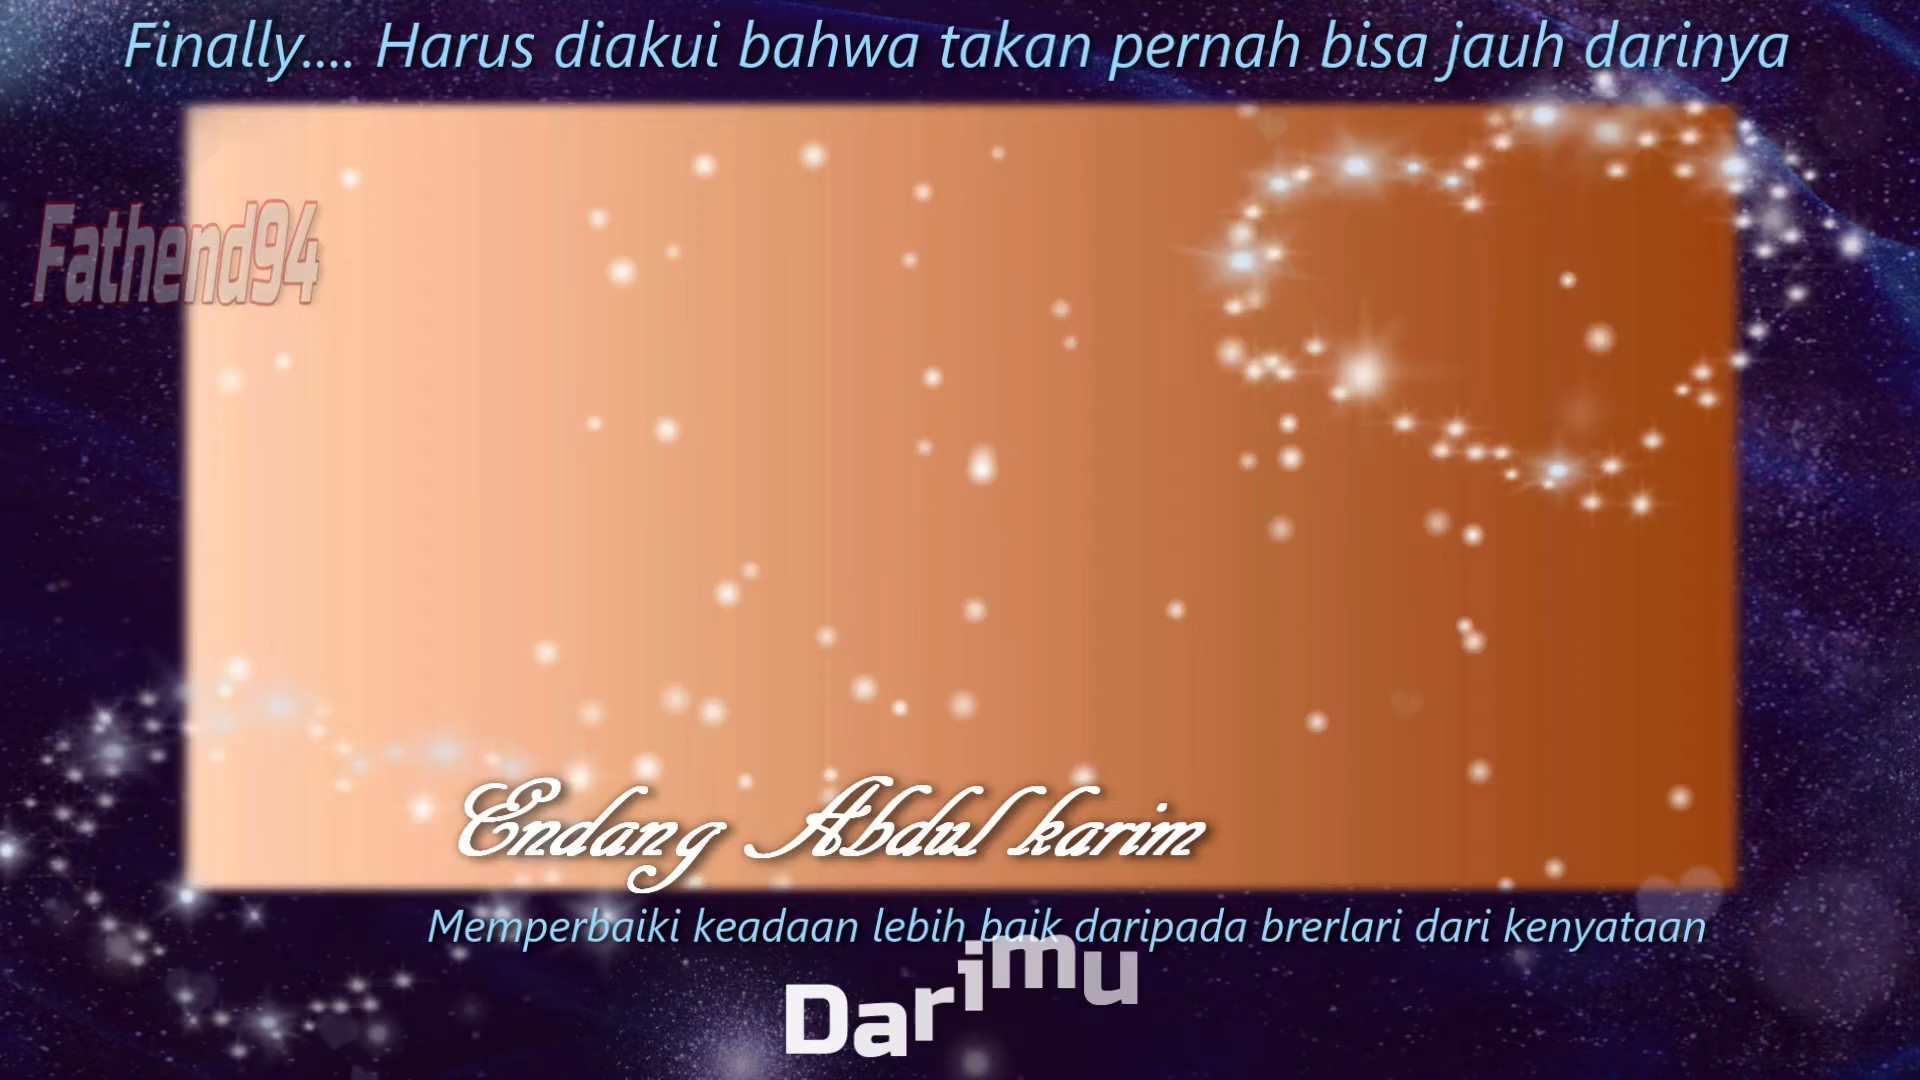 Finally.... Harus diakui bahwa takan pernah bisa jauh darinya
Fathend94
Endang Abdul karim
Memperbaiki keadaan lebih baik daripada brerlari dari kenyataan
Darimu